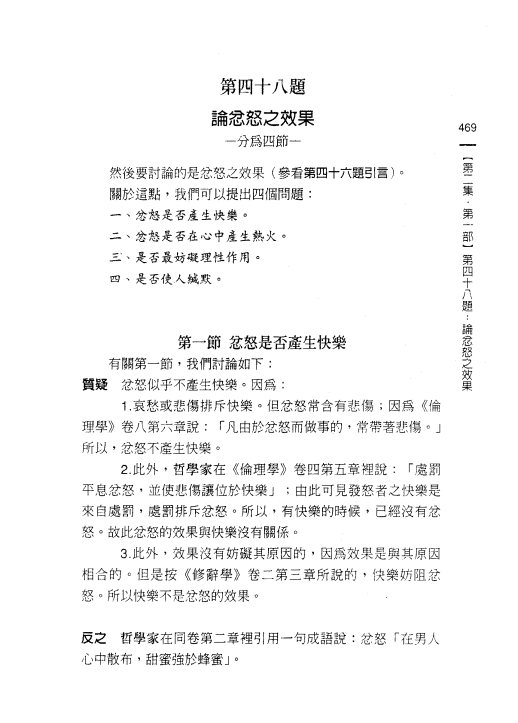 第四十八題
論忿怒之效果
—分爲四節—
然後要討論的是忿怒之效果（參看第四十六題引言）。
關於這點，我們可以提出四個問題：
一、忿怒是否產生快樂。
二、忿怒是否在心中產生熱火。
三、是否最妨礙理性作用。
四、是否使人緘默。
第一節 忿怒是否產生快樂
有關第一節，我們討論如下：
質疑 忿怒似乎不產生快樂。因爲：
1.哀愁或悲傷排斥快樂。但忿怒常含有悲傷；因爲《倫
理學》卷八第六章說：「凡由於忿怒而做事的，常帶著悲傷。」
所以，忿怒不產生快樂。
2.此外，哲學家在《倫理學》卷四第五章裡說：「處罰
平息忿怒，並使悲傷讓位於快樂」；由此可見發怒者之快樂是
來自處罰，處罰排斥忿怒。所以，有快樂的時候，已經沒有忿
怒。故此忿怒的效果與快樂沒有關係。
3.此外，效果沒有妨礙其原因的，因爲效果是與其原因
相合的。但是按《修辭學》卷二第三章所說的，快樂妨阻忿
怒。所以快樂不是忿怒的效果。
反之 哲學家在同卷第二章裡引用一句成語說：忿怒「在男人
心中散布，甜蜜強於蜂蜜」。
469
【第二集．第一部】第四十八題：論忿怒之效果